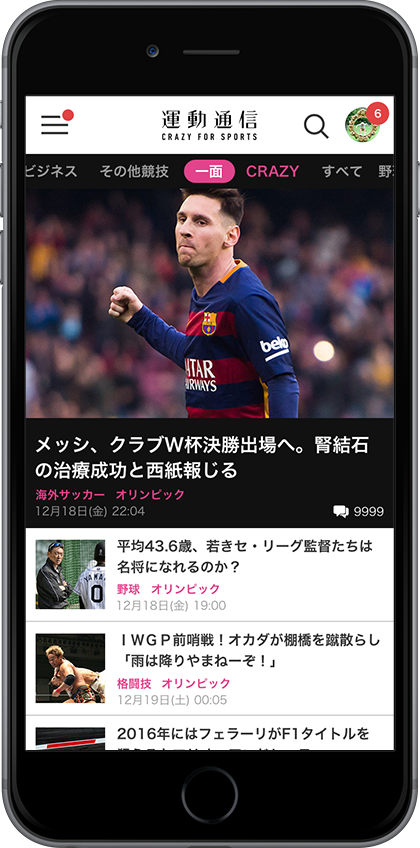 6
運動通信
CRAZY FOR SPORTS
ビジネス その他競技 一面 CRAZY すべて 野
beko
QATAR
AIRWAYS
メッシ、クラブW杯決勝出場へ。腎結石
の治療成功と西紙報じる
海外サッカー オリンピック
12月18日(金) 22:04 9999
平均43.6歳、若きセ・リーグ監督たちは
名将になれるのか?
野球 オリンピック
12月18日(金) 19:00
ＩＷＧＰ前哨戦！オカダが棚橋を蹴散らし
「雨は降りやまねーぞ！」
格闘技 オリンピック
12月19日(土) 00:05
2016年にはフェラーリがF1タイトルを